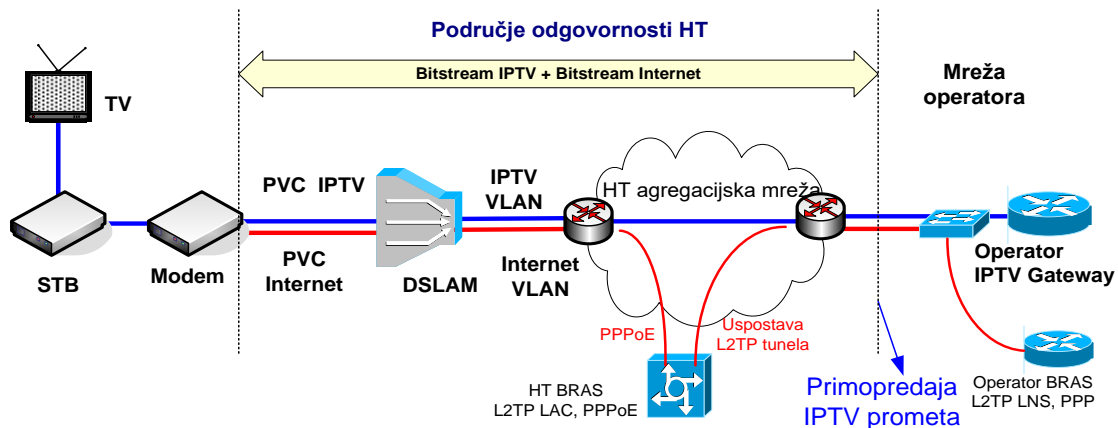 Područje odgovornosti HT
Bitstream IPTV + Bitstream Internet
Mreža
operatora
TV
PVC IPTV
IPTV
VLAN
HT agregacijska mreža
STB
Modem
PVC
Internet
DSLAM
Internet
VLAN
Operator
IPTV Gateway
PPPoE
Uspostava
L2TP tunela
HT BRAS
L2TP LAC, PPPoE
Primopredaja
IPTV prometa
Operator BRAS
L2TP LNS, PPP